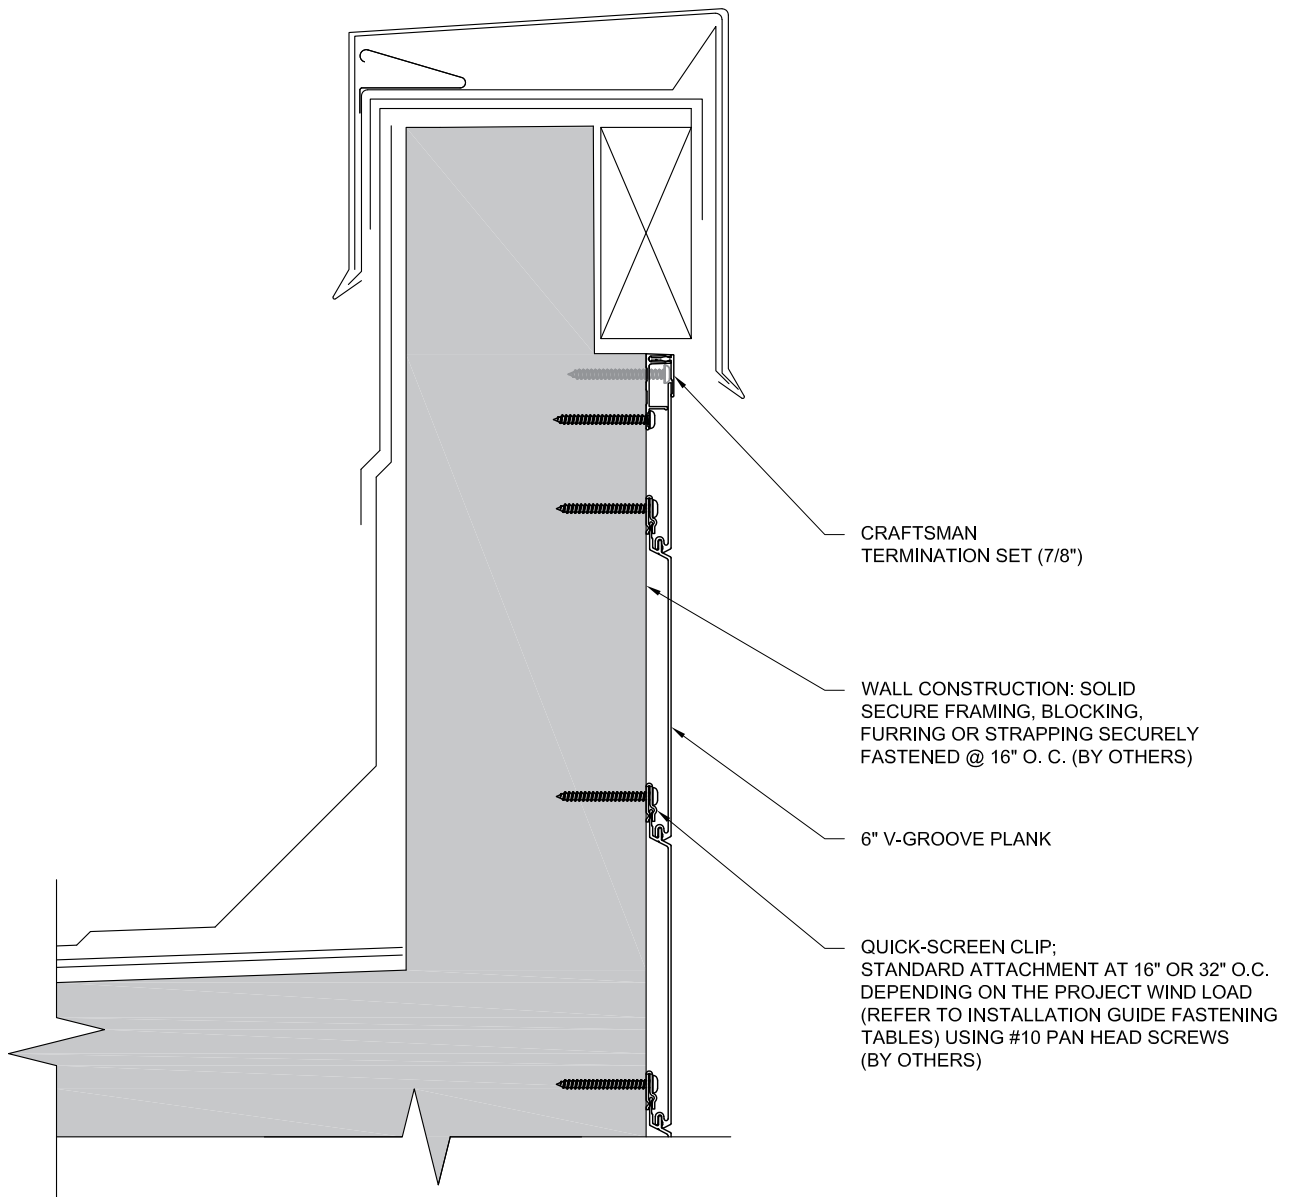 CRAFTSMAN
TERMINATION SET (7/8")
WALL CONSTRUCTION: SOLID
SECURE FRAMING, BLOCKING,
FURRING OR STRAPPING SECURELY
FASTENED @ 16" O. C. (BY OTHERS)
6" V-GROOVE PLANK
QUICK-SCREEN CLIP;
STANDARD ATTACHMENT AT 16" OR 32" O.C.
DEPENDING ON THE PROJECT WIND LOAD
(REFER TO INSTALLATION GUIDE FASTENING
TABLES) USING #10 PAN HEAD SCREWS
(BY OTHERS)